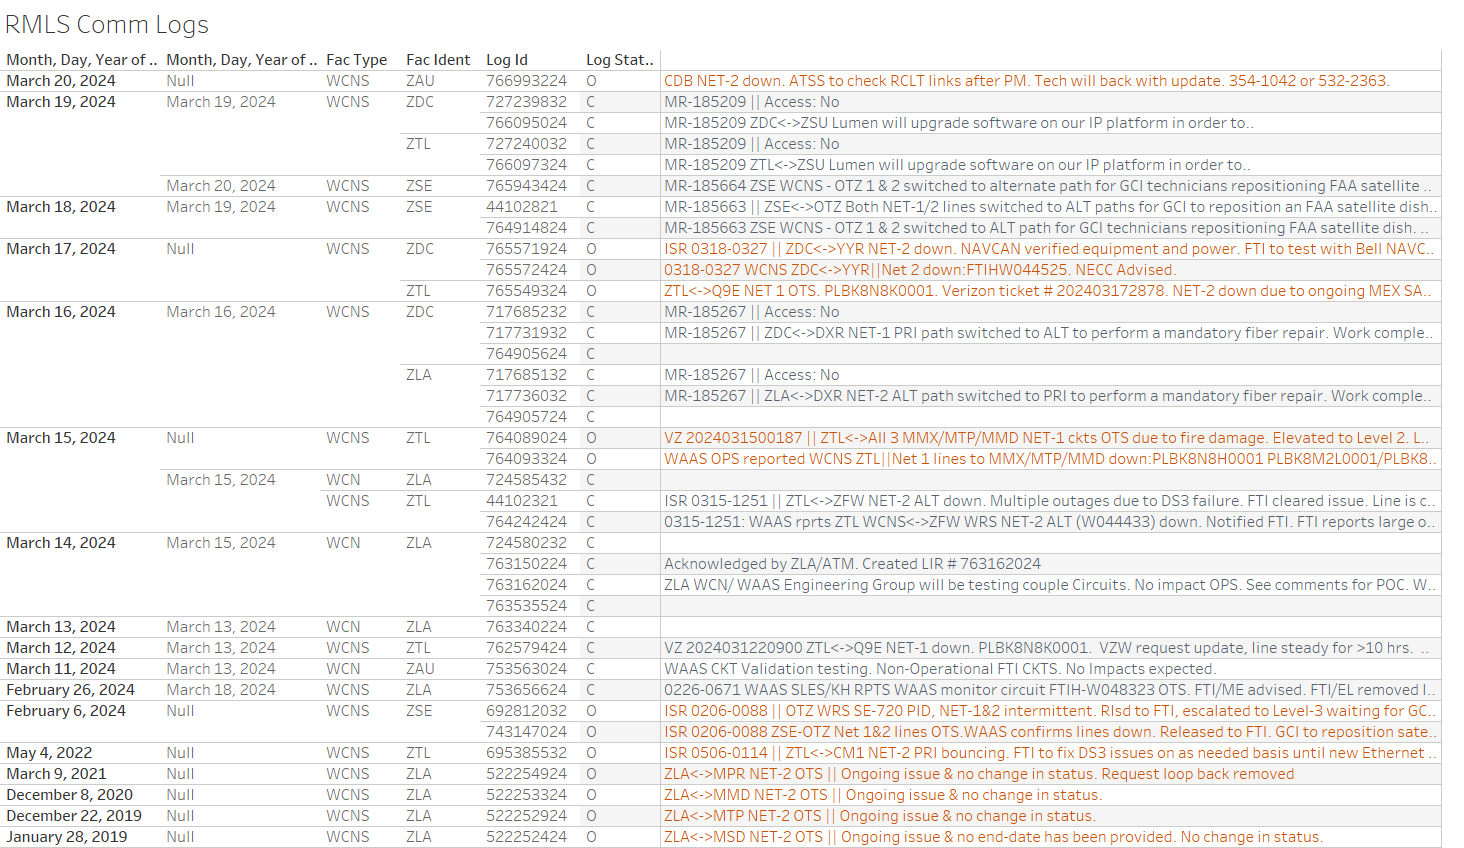 RMLS Comm Logs
Month, Day, Year of .. Month, Day, Year of .. Fac Type Fac Ident Log Id Log Stat..
March 20, 2024 Null WCNS ZAU 766993224 O CDB NET-2 down. ATSS to check RCLT links after PM. Tech will back with update. 354-1042 or 532-2363.
March 19, 2024 March 19, 2024 WCNS ZDC 727239832 C MR-185209 || Access: No
766095024 C MR-185209 ZDC<->ZSU Lumen will upgrade software on our IP platform in order to..
ZTL 727240032 C MR-185209 || Access: No
766097324 C MR-185209 ZTL<->ZSU Lumen will upgrade software on our IP platform in order to..
March 20, 2024 WCNS ZSE 765943424 C MR-185664 ZSE WCNS - OTZ 1 & 2 switched to alternate path for GCI technicians repositioning FAA satellite ..
March 18, 2024 March 19, 2024 WCNS ZSE 44102821 C MR-185663 || ZSE<->OTZ Both NET-1/2 lines switched to ALT paths for GCI to reposition an FAA satellite dish..
764914824 C MR-185663 ZSE WCNS - OTZ 1 & 2 switched to ALT path for GCI technicians repositioning FAA satellite dish. ..
March 17, 2024 Null WCNS ZDC 765571924 O ISR 0318-0327 || ZDC<->YYR NET-2 down. NAVCAN verified equipment and power. FTI to test with Bell NAVC..
765572424 O 0318-0327 WCNS ZDC<->YYR||Net 2 down:FTIHW044525. NECC Advised.
ZTL 765549324 O ZTL<->Q9E NET 1 OTS. PLBK8N8K0001. Verizon ticket # 202403172878. NET-2 down due to ongoing MEX SA..
March 16, 2024 March 16, 2024 WCNS ZDC 717685232 C MR-185267 || Access: No
717731932 C MR-185267 || ZDC<->DXR NET-1 PRI path switched to ALT to perform a mandatory fiber repair. Work comple..
764905624 C
ZLA 717685132 C MR-185267 || Access: No
717736032 C MR-185267 || ZLA<->DXR NET-2 ALT path switched to PRI to perform a mandatory fiber repair. Work comple..
764905724 C
March 15, 2024 Null WCNS ZTL 764089024 O VZ 2024031500187 || ZTL<->All 3 MMX/MTP/MMD NET-1 ckts OTS due to fire damage. Elevated to Level 2. L..
764093324 O WAAS OPS reported WCNS ZTL||Net 1 lines to MMX/MTP/MMD down:PLBK8N8H0001 PLBK8M2L0001/PLBK8..
March 15, 2024 WCN ZLA 724585432 C
WCNS ZTL 44102321 C ISR 0315-1251 || ZTL<->ZFW NET-2 ALT down. Multiple outages due to DS3 failure. FTI cleared issue. Line is c..
764242424 C 0315-1251: WAAS rprts ZTL WCNS<->ZFW WRS NET-2 ALT (W044433) down. Notified FTI. FTI reports large o..
March 14, 2024 March 15, 2024 WCN ZLA 724580232 C
763150224 C Acknowledged by ZLA/ATM. Created LIR # 763162024
763162024 C ZLA WCN/ WAAS Engineering Group will be testing couple Circuits. No impact OPS. See comments for POC. W..
763535524 C
March 13, 2024 March 13, 2024 WCN ZLA 763340224 C
March 12, 2024 March 13, 2024 WCNS ZTL 762579424 C VZ 2024031220900 ZTL<->Q9E NET-1 down. PLBK8N8K0001. VZW request update, line steady for >10 hrs. ..
March 11, 2024 March 13, 2024 WCN ZAU 753563024 C WAAS CKT Validation testing. Non-Operational FTI CKTS. No Impacts expected.
February 26, 2024 March 18, 2024 WCNS ZLA 753656624 C 0226-0671 WAAS SLES/KH RPTS WAAS monitor circuit FTIH-W048323 OTS. FTI/ME advised. FTI/EL removed l..
February 6, 2024 Null WCNS ZSE 692812032 O ISR 0206-0088 || OTZ WRS SE-720 PID, NET-1&2 intermittent. Rlsd to FTI, escalated to Level-3 waiting for GC..
743147024 O ISR 0206-0088 ZSE-OTZ Net 1&2 lines OTS.WAAS confirms lines down. Released to FTI. GCI to reposition sate..
May 4, 2022 Null WCNS ZTL 695385532 O ISR 0506-0114 || ZTL<->CM1 NET-2 PRI bouncing. FTI to fix DS3 issues on as needed basis until new Ethernet ..
March 9, 2021 Null WCNS ZLA 522254924 O ZLA<->MPR NET-2 OTS || Ongoing issue & no change in status. Request loop back removed
December 8, 2020 Null WCNS ZLA 522253324 O ZLA<->MMD NET-2 OTS || Ongoing issue & no change in status.
December 22, 2019 Null WCNS ZLA 522252924 O ZLA<->MTP NET-2 OTS || Ongoing issue & no change in status.
January 28, 2019 Null WCNS ZLA 522252424 O ZLA<->MSD NET-2 OTS || Ongoing issue & no end-date has been provided. No change in status.